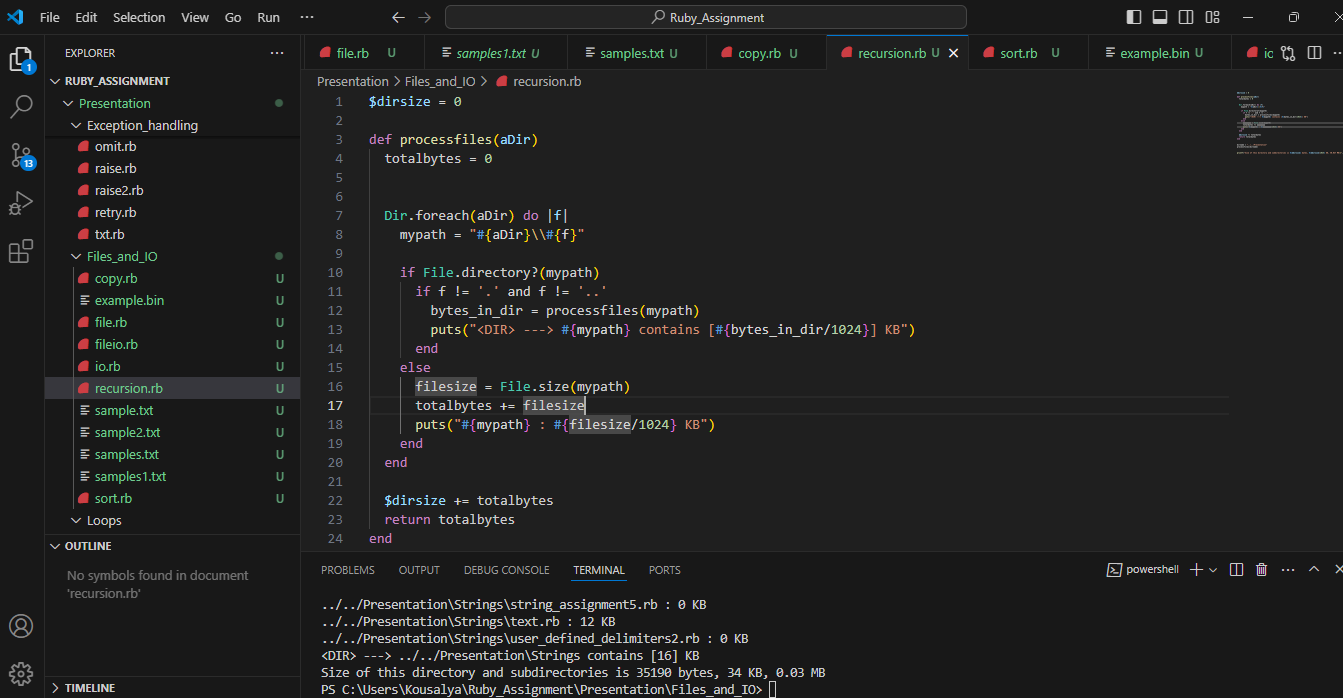 File Edit Selection View Go Run ··· Ruby_Assignment
EXPLORER ···
RUBY_ASSIGNMENT
Presentation
Exception_handling
omit.rb
raise.rb
raise2.rb
retry.rb
txt.rb
Files_and_IO
copy.rb U
example.bin U
file.rb U
fileio.rb U
io.rb U
recursion.rb U
sample.txt U
sample2.txt U
samples.txt U
samples1.txt U
sort.rb U
Loops
OUTLINE
No symbols found in document
'recursion.rb'
TIMELINE
1
13
file.rb U samples1.txt U samples.txt U copy.rb U recursion.rb U sort.rb U example.bin U io
Presentation > Files_and_IO > recursion.rb
1 $dirsize = 0
2
3 def processfiles(aDir)
4 totalbytes = 0
5
6
7 Dir.foreach(aDir) do |f|
8 mypath = "#{aDir}\\#{f}"
9
10 if File.directory?(mypath)
11 if f != '.' and f != '..'
12 bytes_in_dir = processfiles(mypath)
13 puts("<DIR> ---> #{mypath} contains [#{bytes_in_dir/1024}] KB")
14 end
15 else
16 filesize = File.size(mypath)
17 totalbytes += filesize
18 puts("#{mypath} : #{filesize/1024} KB")
19 end
20 end
21
22 $dirsize += totalbytes
23 return totalbytes
24 end
PROBLEMS OUTPUT DEBUG CONSOLE TERMINAL PORTS powershell
../../Presentation\Strings\string_assignment5.rb : 0 KB
../../Presentation\Strings\text.rb : 12 KB
../../Presentation\Strings\user_defined_delimiters2.rb : 0 KB
<DIR> ---> ../../Presentation\Strings contains [16] KB
Size of this directory and subdirectories is 35190 bytes, 34 KB, 0.03 MB
PS C:\Users\Kousalya\Ruby_Assignment\Presentation\Files_and_IO>